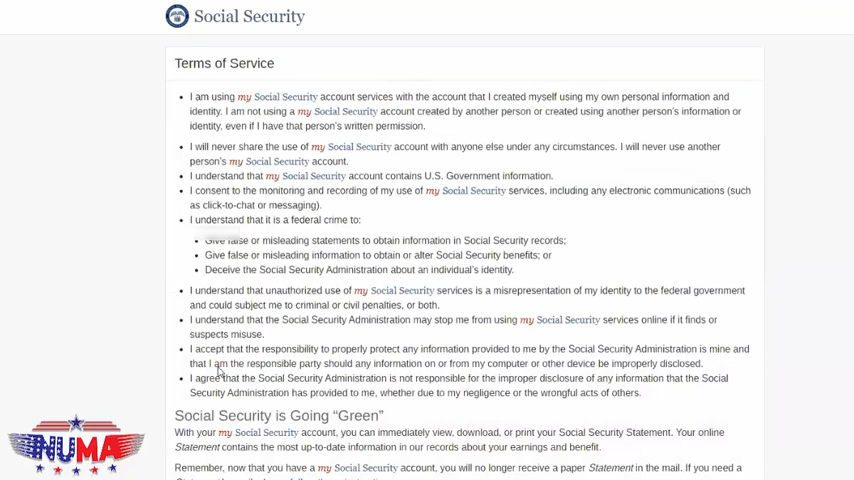 Social Security
Terms of Service
I am using my Social Security account services with the account that I created myself using my own personal information and
identity. I am not using a my Social Security account created by another person or created using another person's information or
identity, even if I have that person's written permission.
I will never share the use of my Social Security account with anyone else under any circumstances. I will never use another
person's my Social Security account.
I understand that my Social Security account contains U.S. Government information.
I consent to the monitoring and recording of my use of my Social Security services, including any electronic communications (such
as click-to-chat or messaging).
I understand that it is a federal crime to:
Give false or misleading statements to obtain information in Social Security records;
Give false or misleading information to obtain or alter Social Security benefits; or
Deceive the Social Security Administration about an individual's identity.
I understand that unauthorized use of my Social Security services is a misrepresentation of my identity to the federal government
and could subject me to criminal or civil penalties, or both.
I understand that the Social Security Administration may stop me from using my Social Security services online if it finds or
suspects misuse.
I accept that the responsibility to properly protect any information provided to me by the Social Security Administration is mine and
that I am the responsible party should any information on or from my computer or other device be improperly disclosed.
I agree that the Social Security Administration is not responsible for the improper disclosure of any information that the Social
Security Administration has provided to me, whether due to my negligence or the wrongful acts of others.
Social Security is Going “Green”
With your my Social Security account, you can immediately view, download, or print your Social Security Statement. Your online
Statement contains the most up-to-date information in our records about your earnings and benefit.
Remember, now that you have a my Social Security account, you will no longer receive a paper Statement in the mail. If you need a
NUMA